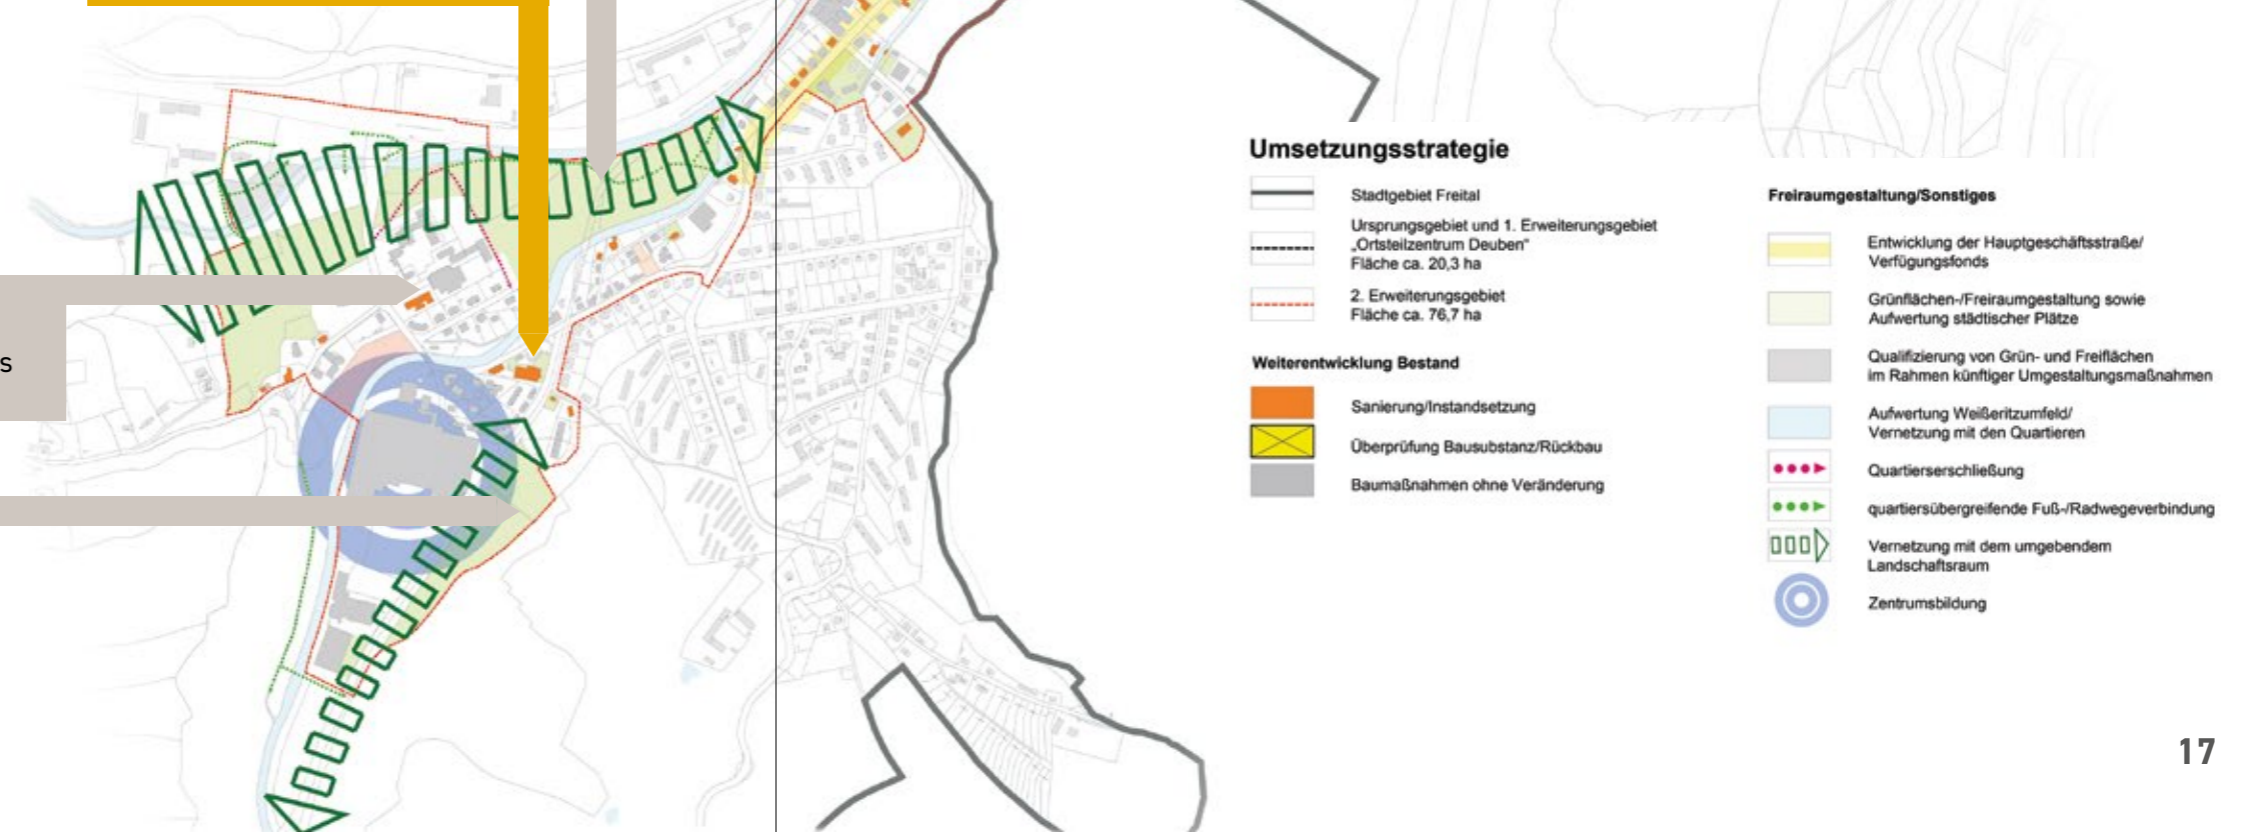 s
Umsetzungsstrategie
Stadtgebiet Freital
Ursprungsgebiet und 1. Erweiterungsgebiet
„Ortsteilzentrum Deuben“
Fläche ca. 20,3 ha
2. Erweiterungsgebiet
Fläche ca. 76,7 ha
Weiterentwicklung Bestand
Sanierung/Instandsetzung
Überprüfung Bausubstanz/Rückbau
Baumaßnahmen ohne Veränderung
Freiraumgestaltung/Sonstiges
Entwicklung der Hauptgeschäftsstraße/
Verfügungsfonds
Grünflächen-/Freiraumgestaltung sowie
Aufwertung städtischer Plätze
Qualifizierung von Grün- und Freiflächen
im Rahmen künftiger Umgestaltungsmaßnahmen
Aufwertung Weißeritzumfeld/
Vernetzung mit den Quartieren
Quartierserschließung
quartiersübergreifende Fuß-/Radwegeverbindung
Vernetzung mit dem umgebendem
Landschaftsraum
Zentrumsbildung
17